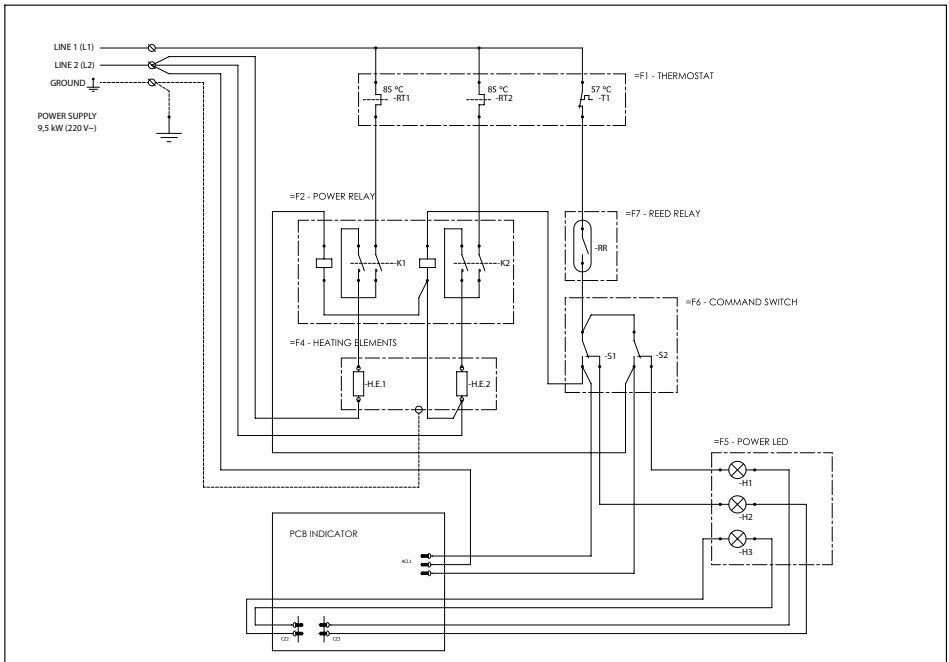 LINE 1 (L1)
LINE 2 (L2)
GROUND
POWER SUPPLY
9,5 kW (220 V~)
=F1 - THERMOSTAT
85 ºC
-RT1
85 ºC
-RT2
57 ºC
-T1
=F2 - POWER RELAY
-K1
-K2
=F7 - REED RELAY
-RR
=F6 - COMMAND SWITCH
-S1
-S2
=F4 - HEATING ELEMENTS
-H.E.1
-H.E.2
=F5 - POWER LED
-H1
-H2
-H3
PCB INDICATOR
ACL1
CZ2
CZ3